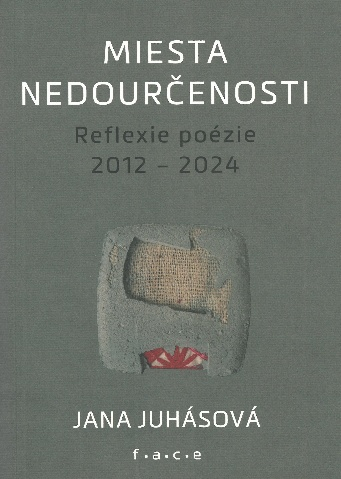 MIESTA
NEDOURČENOSTI
Reflexie poézie
2012 – 2024
JANA JUHÁSOVÁ
f.a.c.e